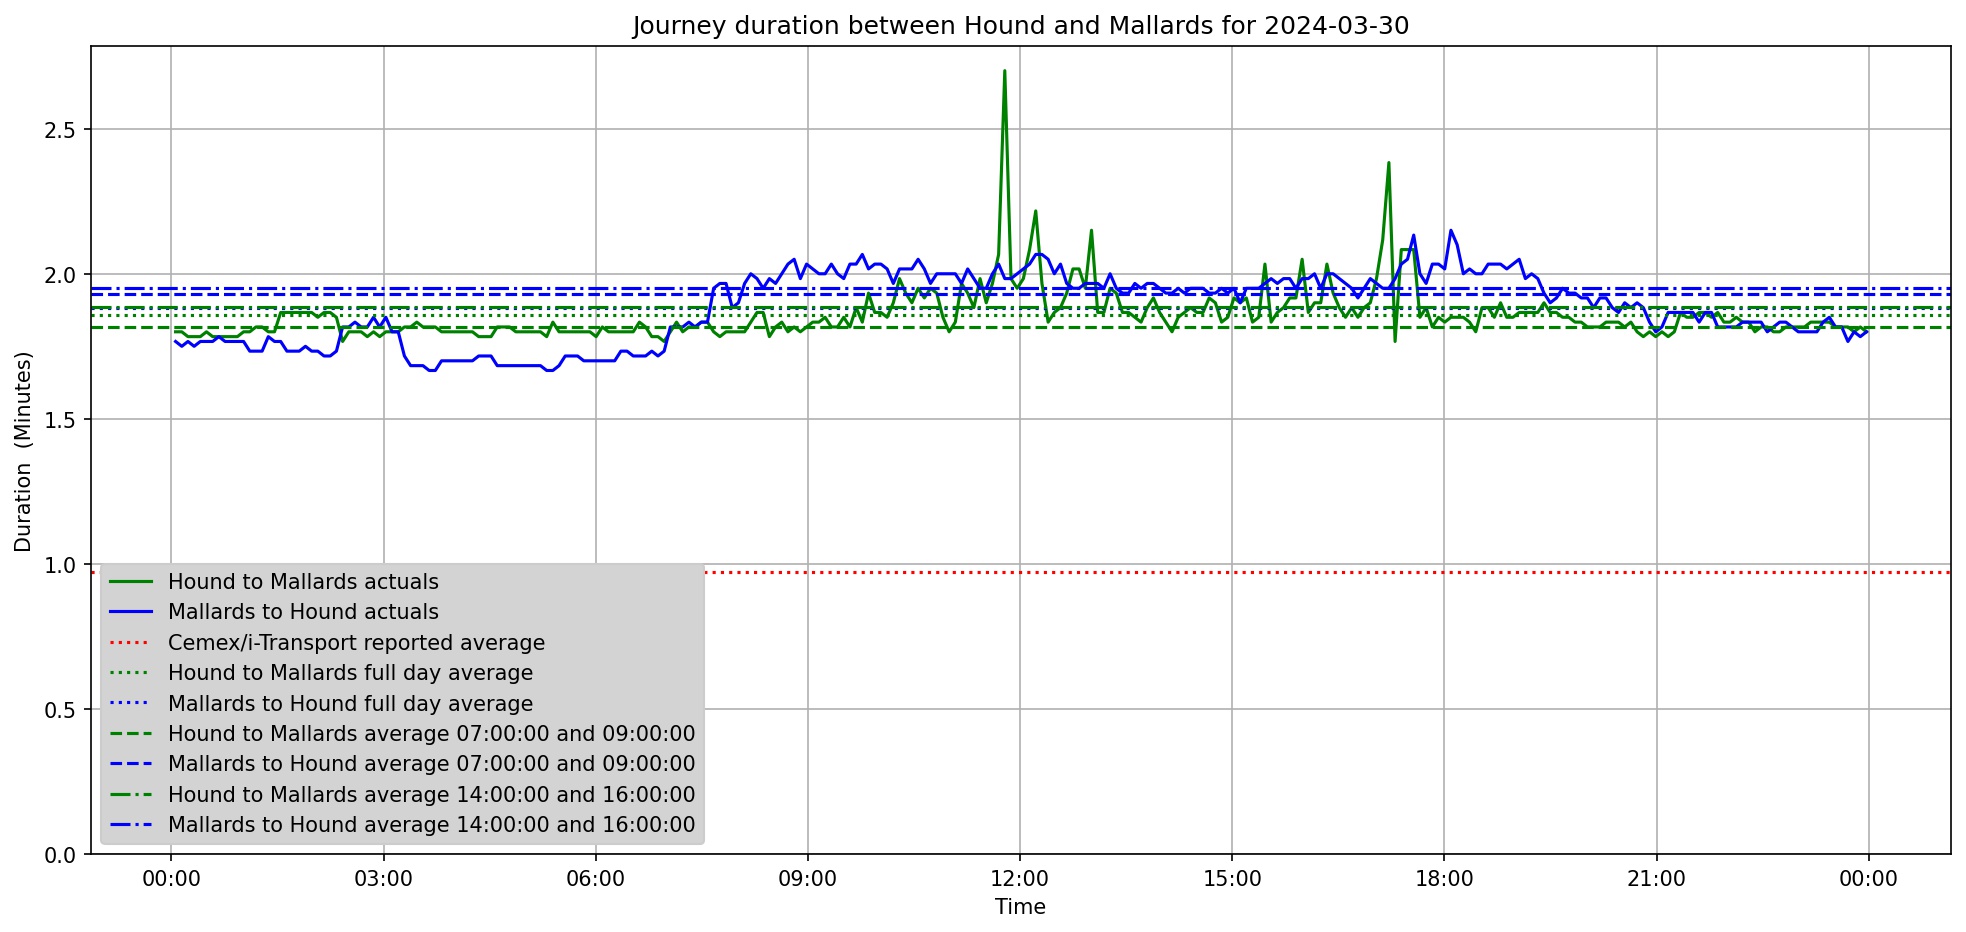 Journey duration between Hound and Mallards for 2024-03-30
Duration (Minutes)
2.5
2.0
1.5
1.0
0.5
0.0
Hound to Mallards actuals
Mallards to Hound actuals
Cemex/i-Transport reported average
Hound to Mallards full day average
Mallards to Hound full day average
Hound to Mallards average 07:00:00 and 09:00:00
Mallards to Hound average 07:00:00 and 09:00:00
Hound to Mallards average 14:00:00 and 16:00:00
Mallards to Hound average 14:00:00 and 16:00:00
00:00 03:00 06:00 09:00 12:00 15:00 18:00 21:00 00:00
Time